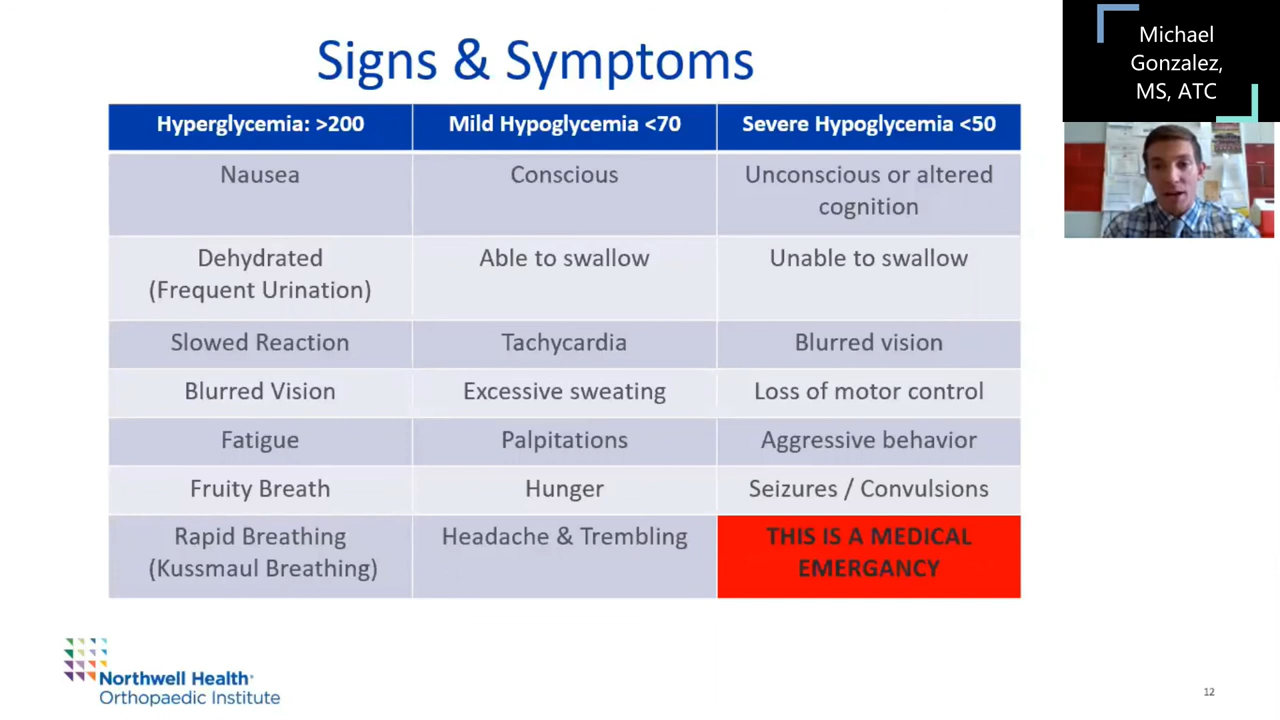 Signs & Symptoms
Michael
Gonzalez,
MS, ATC
Hyperglycemia: >200
Mild Hypoglycemia <70
Severe Hypoglycemia <50
Nausea
Conscious
Unconscious or altered
cognition
Dehydrated
(Frequent Urination)
Able to swallow
Unable to swallow
Slowed Reaction
Tachycardia
Blurred vision
Blurred Vision
Excessive sweating
Loss of motor control
Fatigue
Palpitations
Aggressive behavior
Fruity Breath
Hunger
Seizures / Convulsions
Rapid Breathing
(Kussmaul Breathing)
Headache & Trembling
THIS IS A MEDICAL
EMERGANCY
Northwell Health
Orthopaedic Institute
12